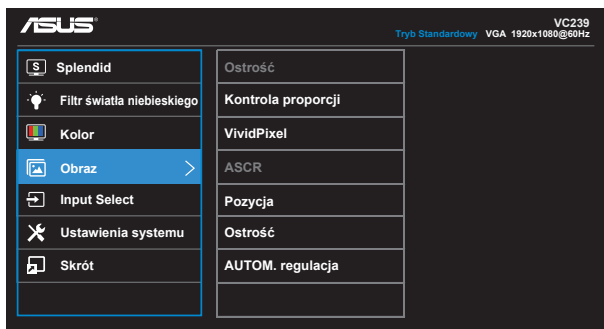 ASUS
VC239
Tryb Standardowy VGA 1920x1080@60Hz
S Splendid
Filtr światła niebieskiego
Kolor
Obraz
Input Select
Ustawienia systemu
Skrót
Ostrość
Kontrola proporcji
VividPixel
ASCR
Pozycja
Ostrość
AUTOM. regulacja